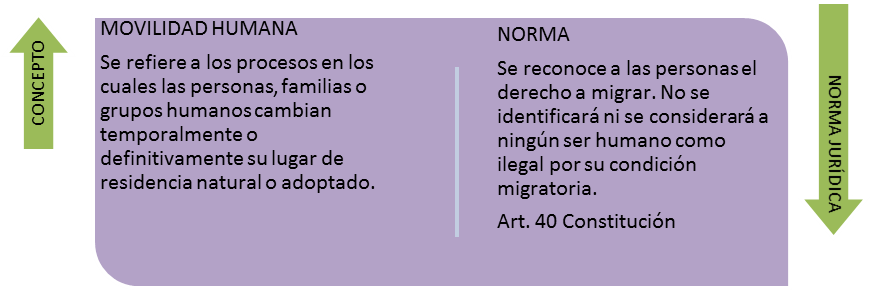 CONCEPTO
MOVILIDAD HUMANA
Se refiere a los procesos en los
cuales las personas, familias o
grupos humanos cambian
temporalmente o
definitivamente su lugar de
residencia natural o adoptado.
NORMA
Se reconoce a las personas el
derecho a migrar. No se
identificará ni se considerará a
ningún ser humano como
ilegal por su condición
migratoria.
Art. 40 Constitución
NORMA JURÍDICA